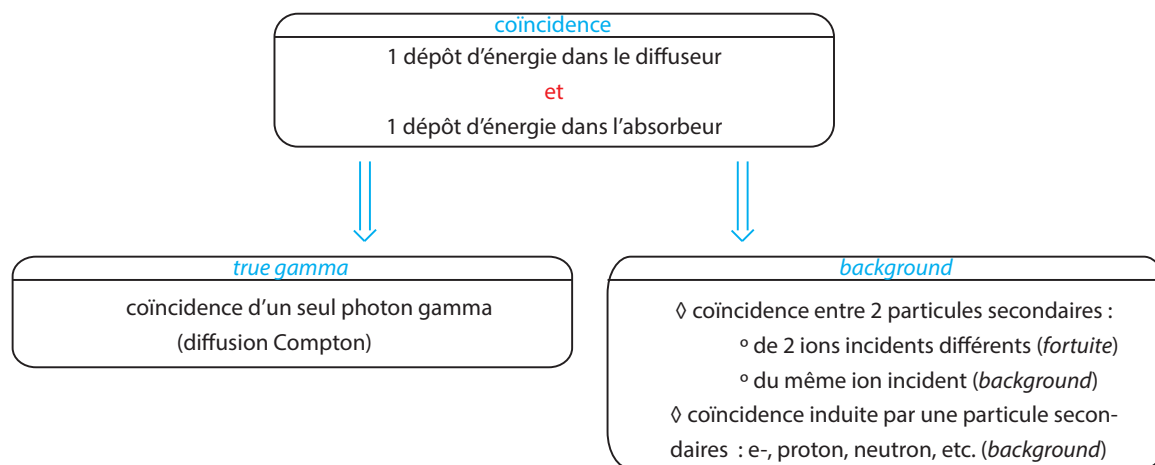 coïncidence
1 dépôt d'énergie dans le diffuseur
et
1 dépôt d'énergie dans l'absorbeur
true gamma
coïncidence d'un seul photon gamma
(diffusion Compton)
background
◊ coïncidence entre 2 particules secondaires :
º de 2 ions incidents différents (fortuite)
º du même ion incident (background)
◊ coïncidence induite par une particule secon-
daires : e-, proton, neutron, etc. (background)